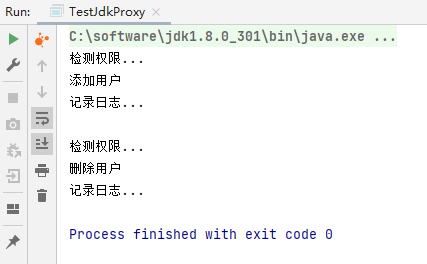 Run: TestJdkProxy ×
C:\software\jdk1.8.0_301\bin\java.exe ...
检测权限...
添加用户
记录日志...
检测权限...
删除用户
记录日志...
Process finished with exit code 0